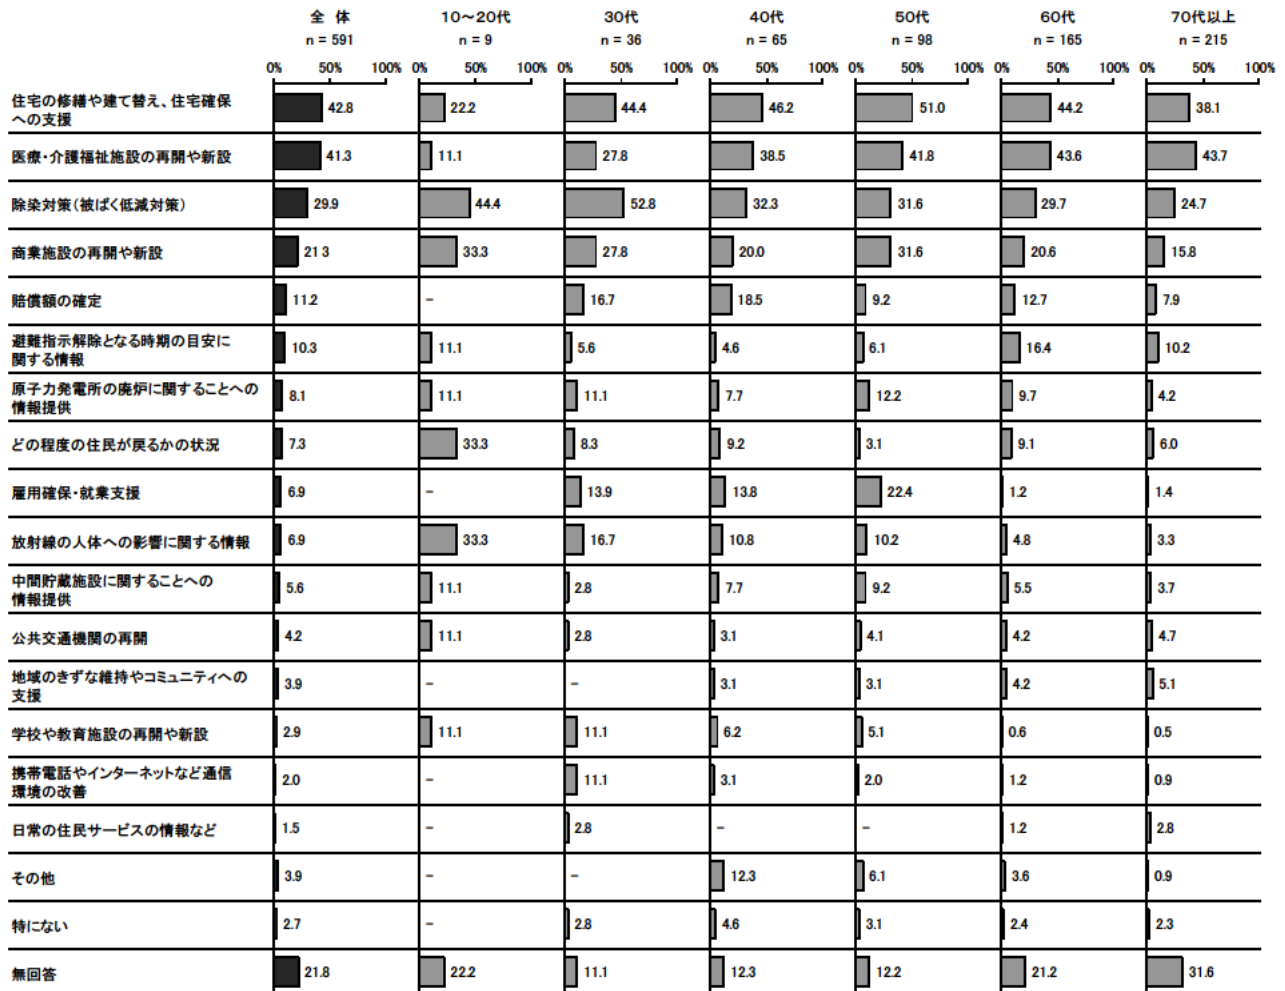 全 体 10～20代 30代 40代 50代 60代 70代以上
n = 591 n = 9 n = 36 n = 65 n = 98 n = 165 n = 215
0% 50% 100% 0% 50% 100% 0% 50% 100% 0% 50% 100% 0% 50% 100% 0% 50% 100% 0% 50% 100%
住宅の修繕や建て替え、住宅確保
への支援 42.8 22.2 44.4 46.2 51.0 44.2 38.1
医療・介護福祉施設の再開や新設 41.3 11.1 27.8 38.5 41.8 43.6 43.7
除染対策（被ばく低減対策） 29.9 44.4 52.8 32.3 31.6 29.7 24.7
商業施設の再開や新設 21 3 33.3 27.8 20.0 31.6 20.6 15.8
賠償額の確定 11.2 － 16.7 18.5 9.2 12.7 7.9
避難指示解除となる時期の目安に
関する情報 10.3 11.1 5.6 4.6 6.1 16.4 10.2
原子力発電所の廃炉に関することへの
情報提供 8.1 11.1 11.1 7.7 12.2 9.7 4.2
どの程度の住民が戻るかの状況 7.3 33.3 8.3 9.2 3.1 9.1 6.0
雇用確保・就業支援 6.9 － 13.9 13.8 22.4 1.2 1.4
放射線の人体への影響に関する情報 6.9 33.3 16.7 10.8 10.2 4.8 3.3
中間貯蔵施設に関することへの
情報提供 5.6 11.1 2.8 7.7 9.2 5.5 3.7
公共交通機関の再開 4.2 11.1 2.8 3.1 4.1 4.2 4.7
地域のきずな維持やコミュニティへの
支援 3.9 － － 3.1 3.1 4.2 5.1
学校や教育施設の再開や新設 2.9 11.1 11.1 6.2 5.1 0.6 0.5
携帯電話やインターネットなど通信
環境の改善 2.0 － 11.1 3.1 2.0 1.2 0.9
日常の住民サービスの情報など 1.5 － 2.8 － － 1.2 2.8
その他 3.9 － － 12.3 6.1 3.6 0.9
特にない 2.7 － 2.8 4.6 3.1 2.4 2.3
無回答 21.8 22.2 11.1 12.3 12.2 21.2 31.6